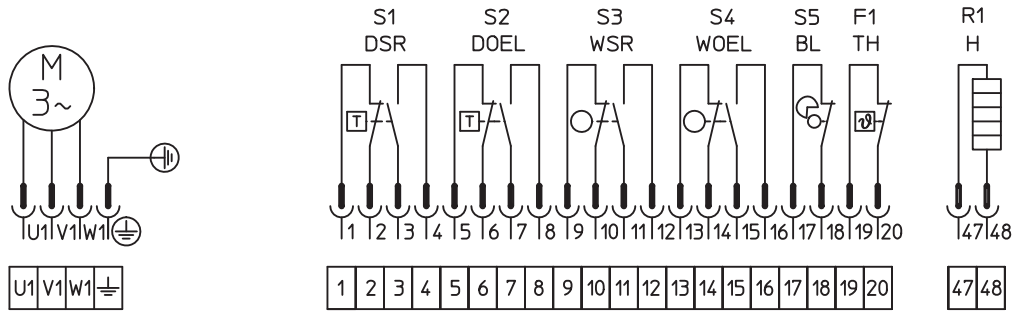 S1 S2 S3 S4 S5 F1 R1
DSR DOEL WSR WOEL BL TH H
M
3~
T T ϑ
U1 V1 W1 1 2 3 4 5 6 7 8 9 10 11 12 13 14 15 16 17 18 19 20 47 48
U1 V1 W1 1 2 3 4 5 6 7 8 9 10 11 12 13 14 15 16 17 18 19 20 47 48